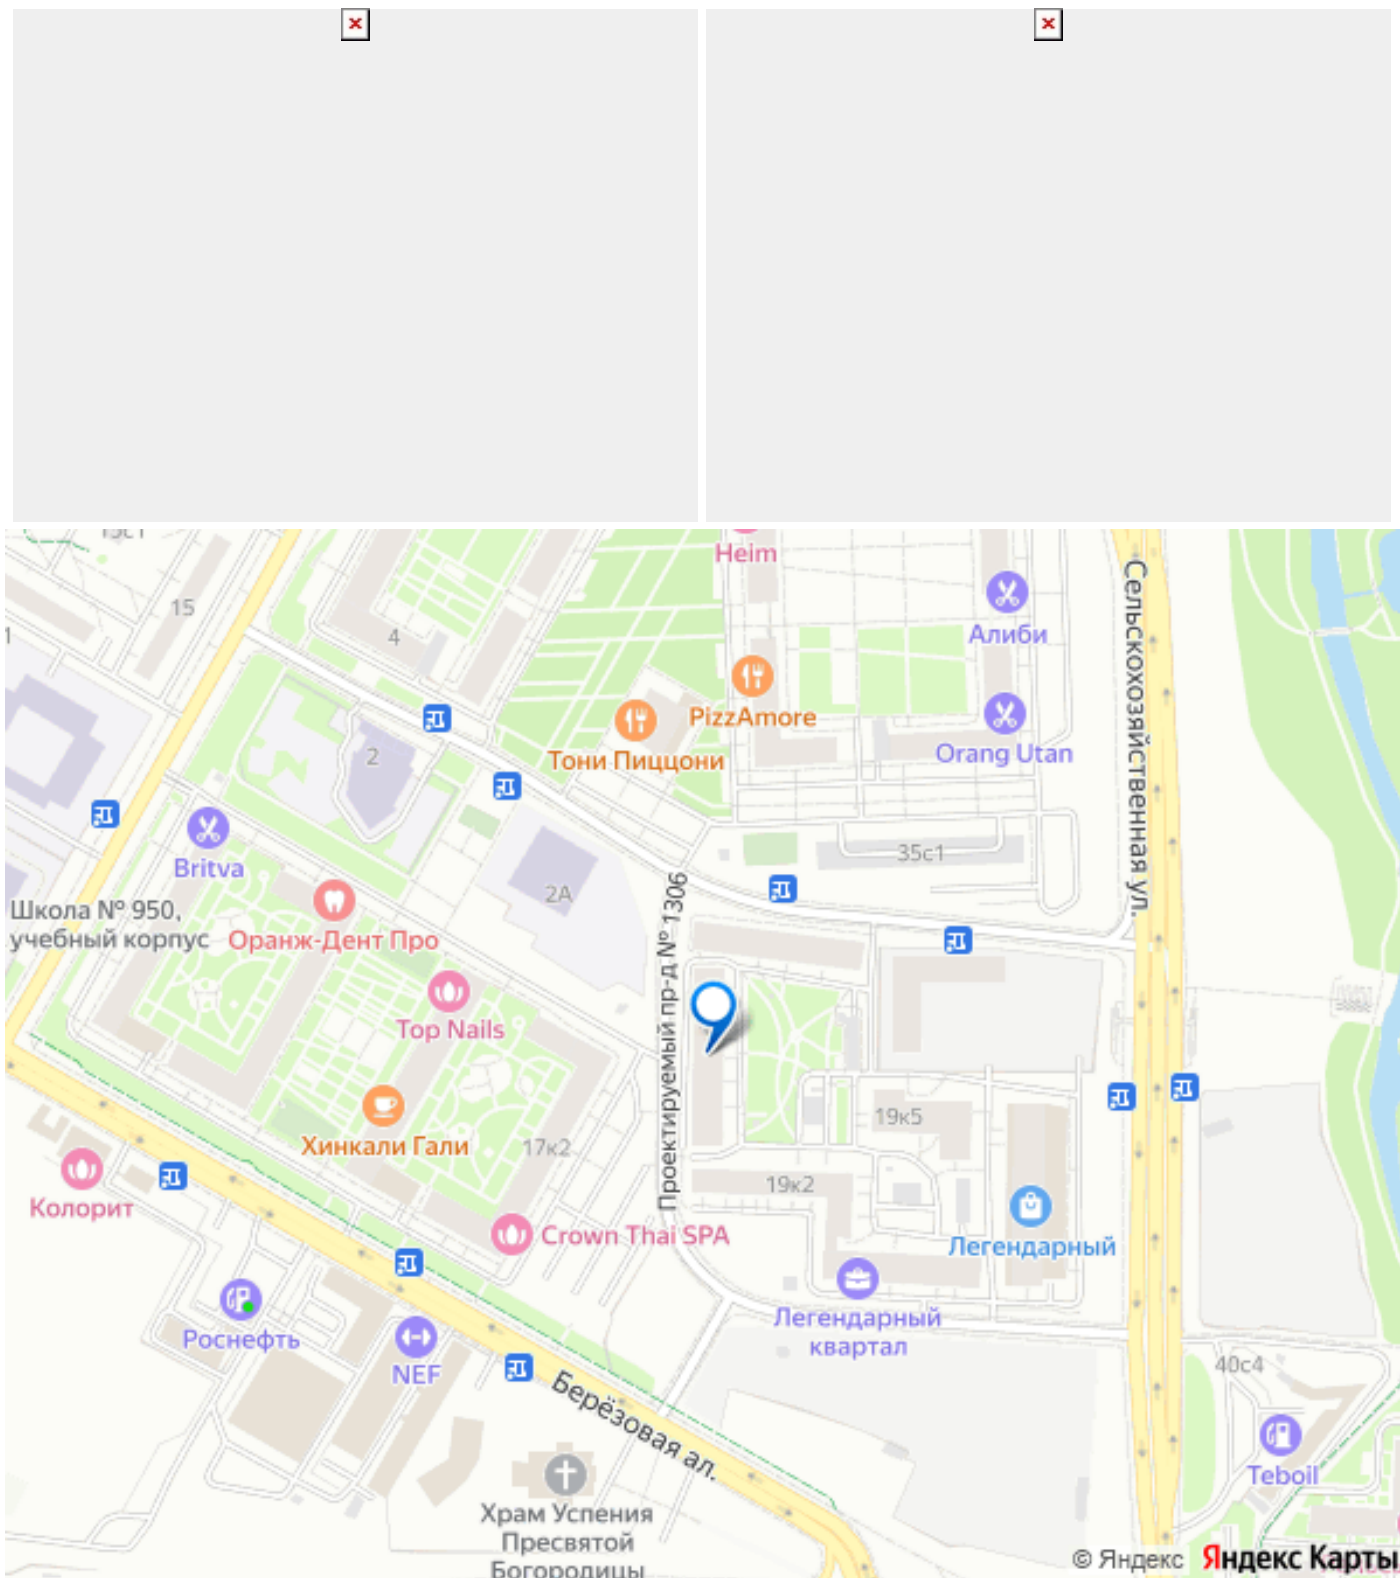 Heim
15
4
Алиби
PizzAmore
Тони Пиццони
Orang Utan
2
Сельскохозяйственная ул.
Britva
35с1
2А
Школа № 950,
учебный корпус
Оранж-Дент Про
Проектируемый пр-д № 1306
Top Nails
19к5
Хинкали Гали
17к2
19к2
Колорит
Crown Thai SPA
Легендарный
Роснефть
Легендарный
квартал
NEF
40с4
Берёзовая ал.
Teboil
Храм Успения
Пресвятой
Богородицы
© Яндекс Яндекс Карты